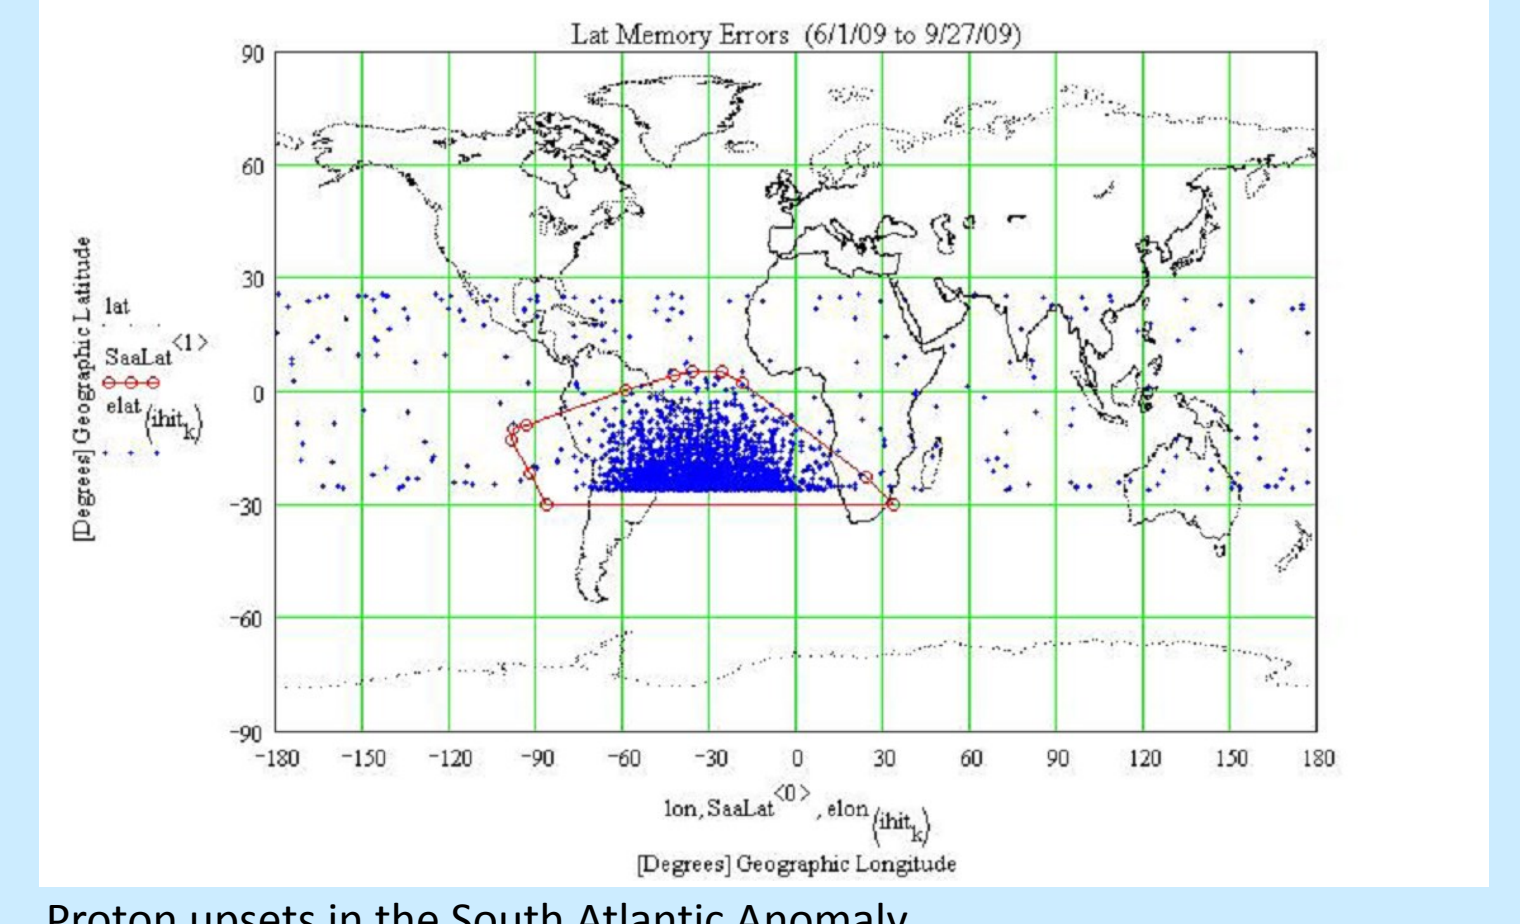 Lat Memory Errors (6/1/09 to 9/27/09)
90
60
30
0
−30
−60
−90
[Degrees] Geographic Latitude
lat
SaaLat<1>
elat(ihitk)
−180 −150 −120 −90 −60 −30 0 30 60 90 120 150 180
lon, SaaLat<0> , elon(ihitk)
[Degrees] Geographic Longitude
Proton upsets in the South Atlantic Anomaly